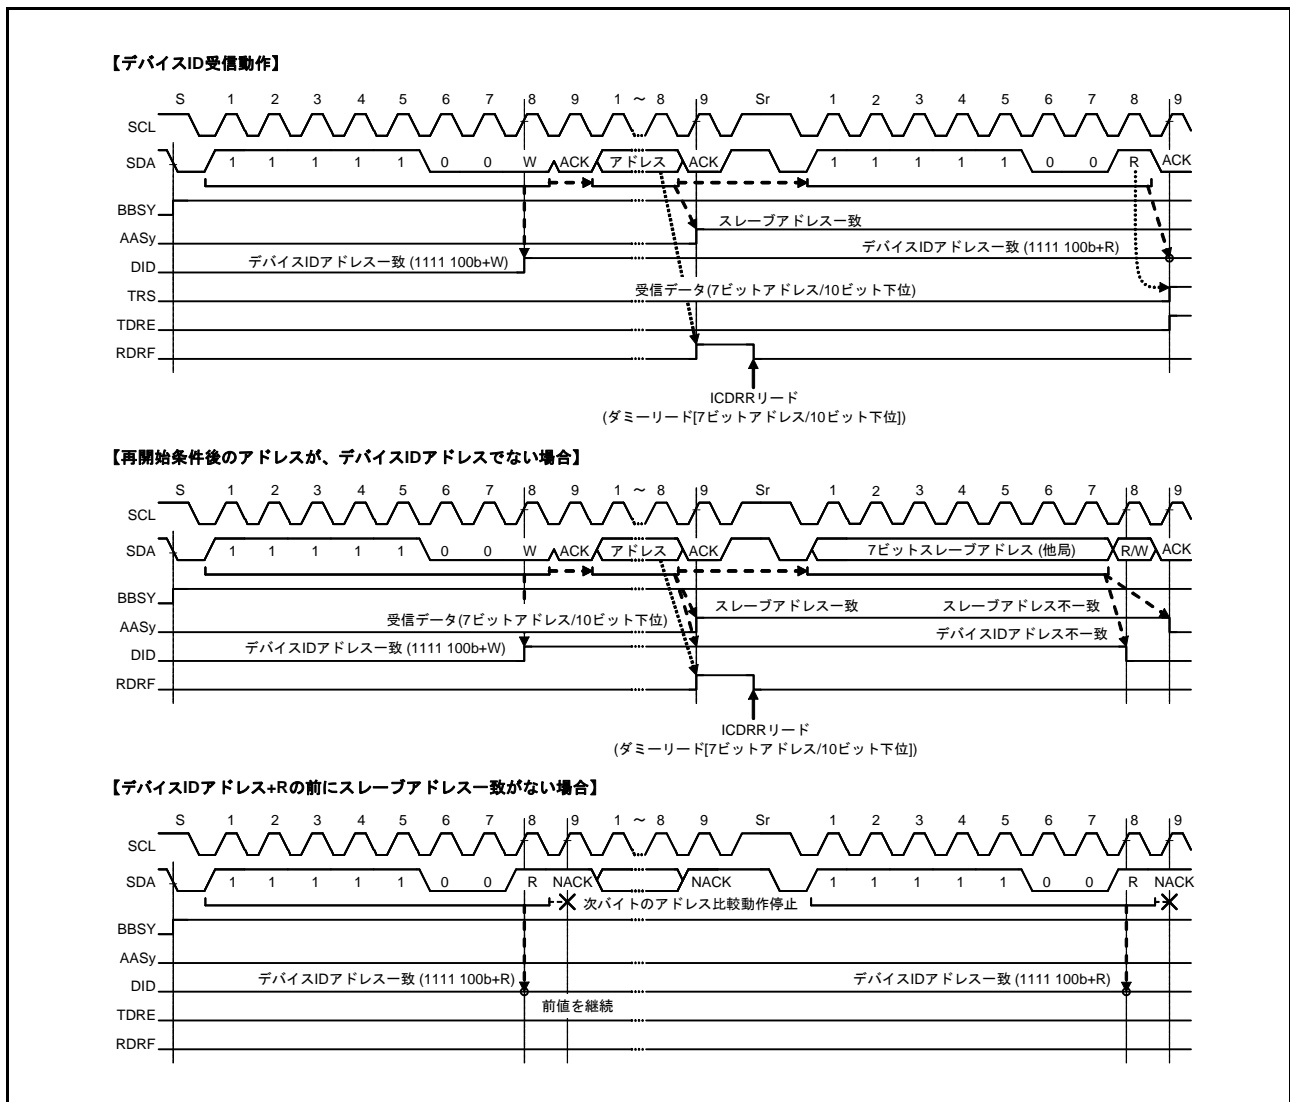 【デバイスID受信動作】
S 1 2 3 4 5 6 7 8 9 1 ～ 8 9 Sr 1 2 3 4 5 6 7 8 9
SCL
SDA 1 1 1 1 1 0 0 W ACK アドレス ACK 1 1 1 1 1 0 0 R ACK
BBSY
スレーブアドレス一致
AASy
デバイスIDアドレス一致 (1111 100b+R)
デバイスIDアドレス一致 (1111 100b+W)
DID
受信データ(7ビットアドレス/10ビット下位)
TRS
TDRE
RDRF
ICDRRリード
(ダミーリード[7ビットアドレス/10ビット下位])
【再開始条件後のアドレスが、デバイスIDアドレスでない場合】
S 1 2 3 4 5 6 7 8 9 1 ～ 8 9 Sr 1 2 3 4 5 6 7 8 9
SCL
SDA 1 1 1 1 1 0 0 W ACK アドレス ACK 7ビットスレーブアドレス (他局) R/W ACK
BBSY
スレーブアドレス一致 スレーブアドレス不一致
受信データ(7ビットアドレス/10ビット下位)
AASy
デバイスIDアドレス不一致
デバイスIDアドレス一致 (1111 100b+W)
DID
RDRF
ICDRRリード
(ダミーリード[7ビットアドレス/10ビット下位])
【デバイスIDアドレス+Rの前にスレーブアドレス一致がない場合】
S 1 2 3 4 5 6 7 8 9 1 ～ 8 9 Sr 1 2 3 4 5 6 7 8 9
SCL
SDA 1 1 1 1 1 0 0 R NACK NACK 1 1 1 1 1 0 0 R NACK
次バイトのアドレス比較動作停止
BBSY
AASy
デバイスIDアドレス一致 (1111 100b+R) デバイスIDアドレス一致 (1111 100b+R)
DID
前値を継続
TDRE
RDRF